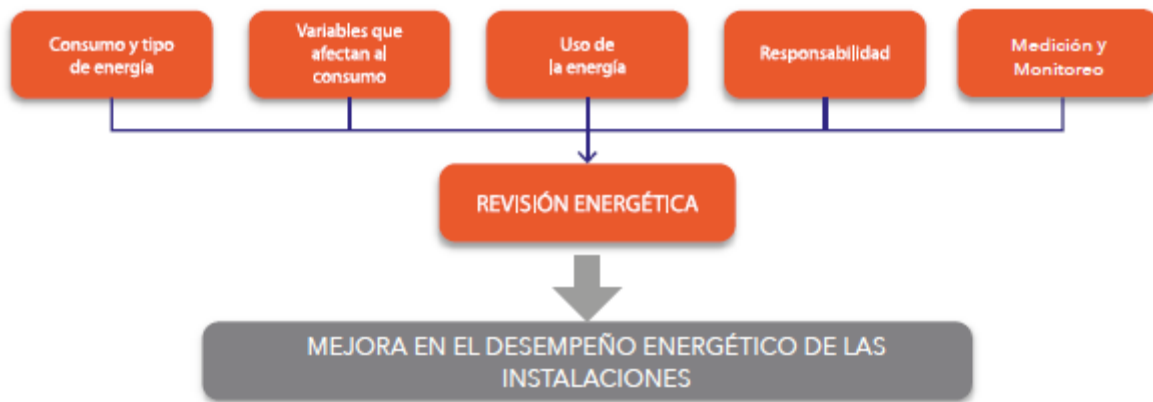 Consumo y tipo
de energía
Variables que
afectan al
consumo
Uso de
la energía
Responsabilidad
Medición y
Monitoreo
REVISIÓN ENERGÉTICA
MEJORA EN EL DESEMPEÑO ENERGÉTICO DE LAS
INSTALACIONES